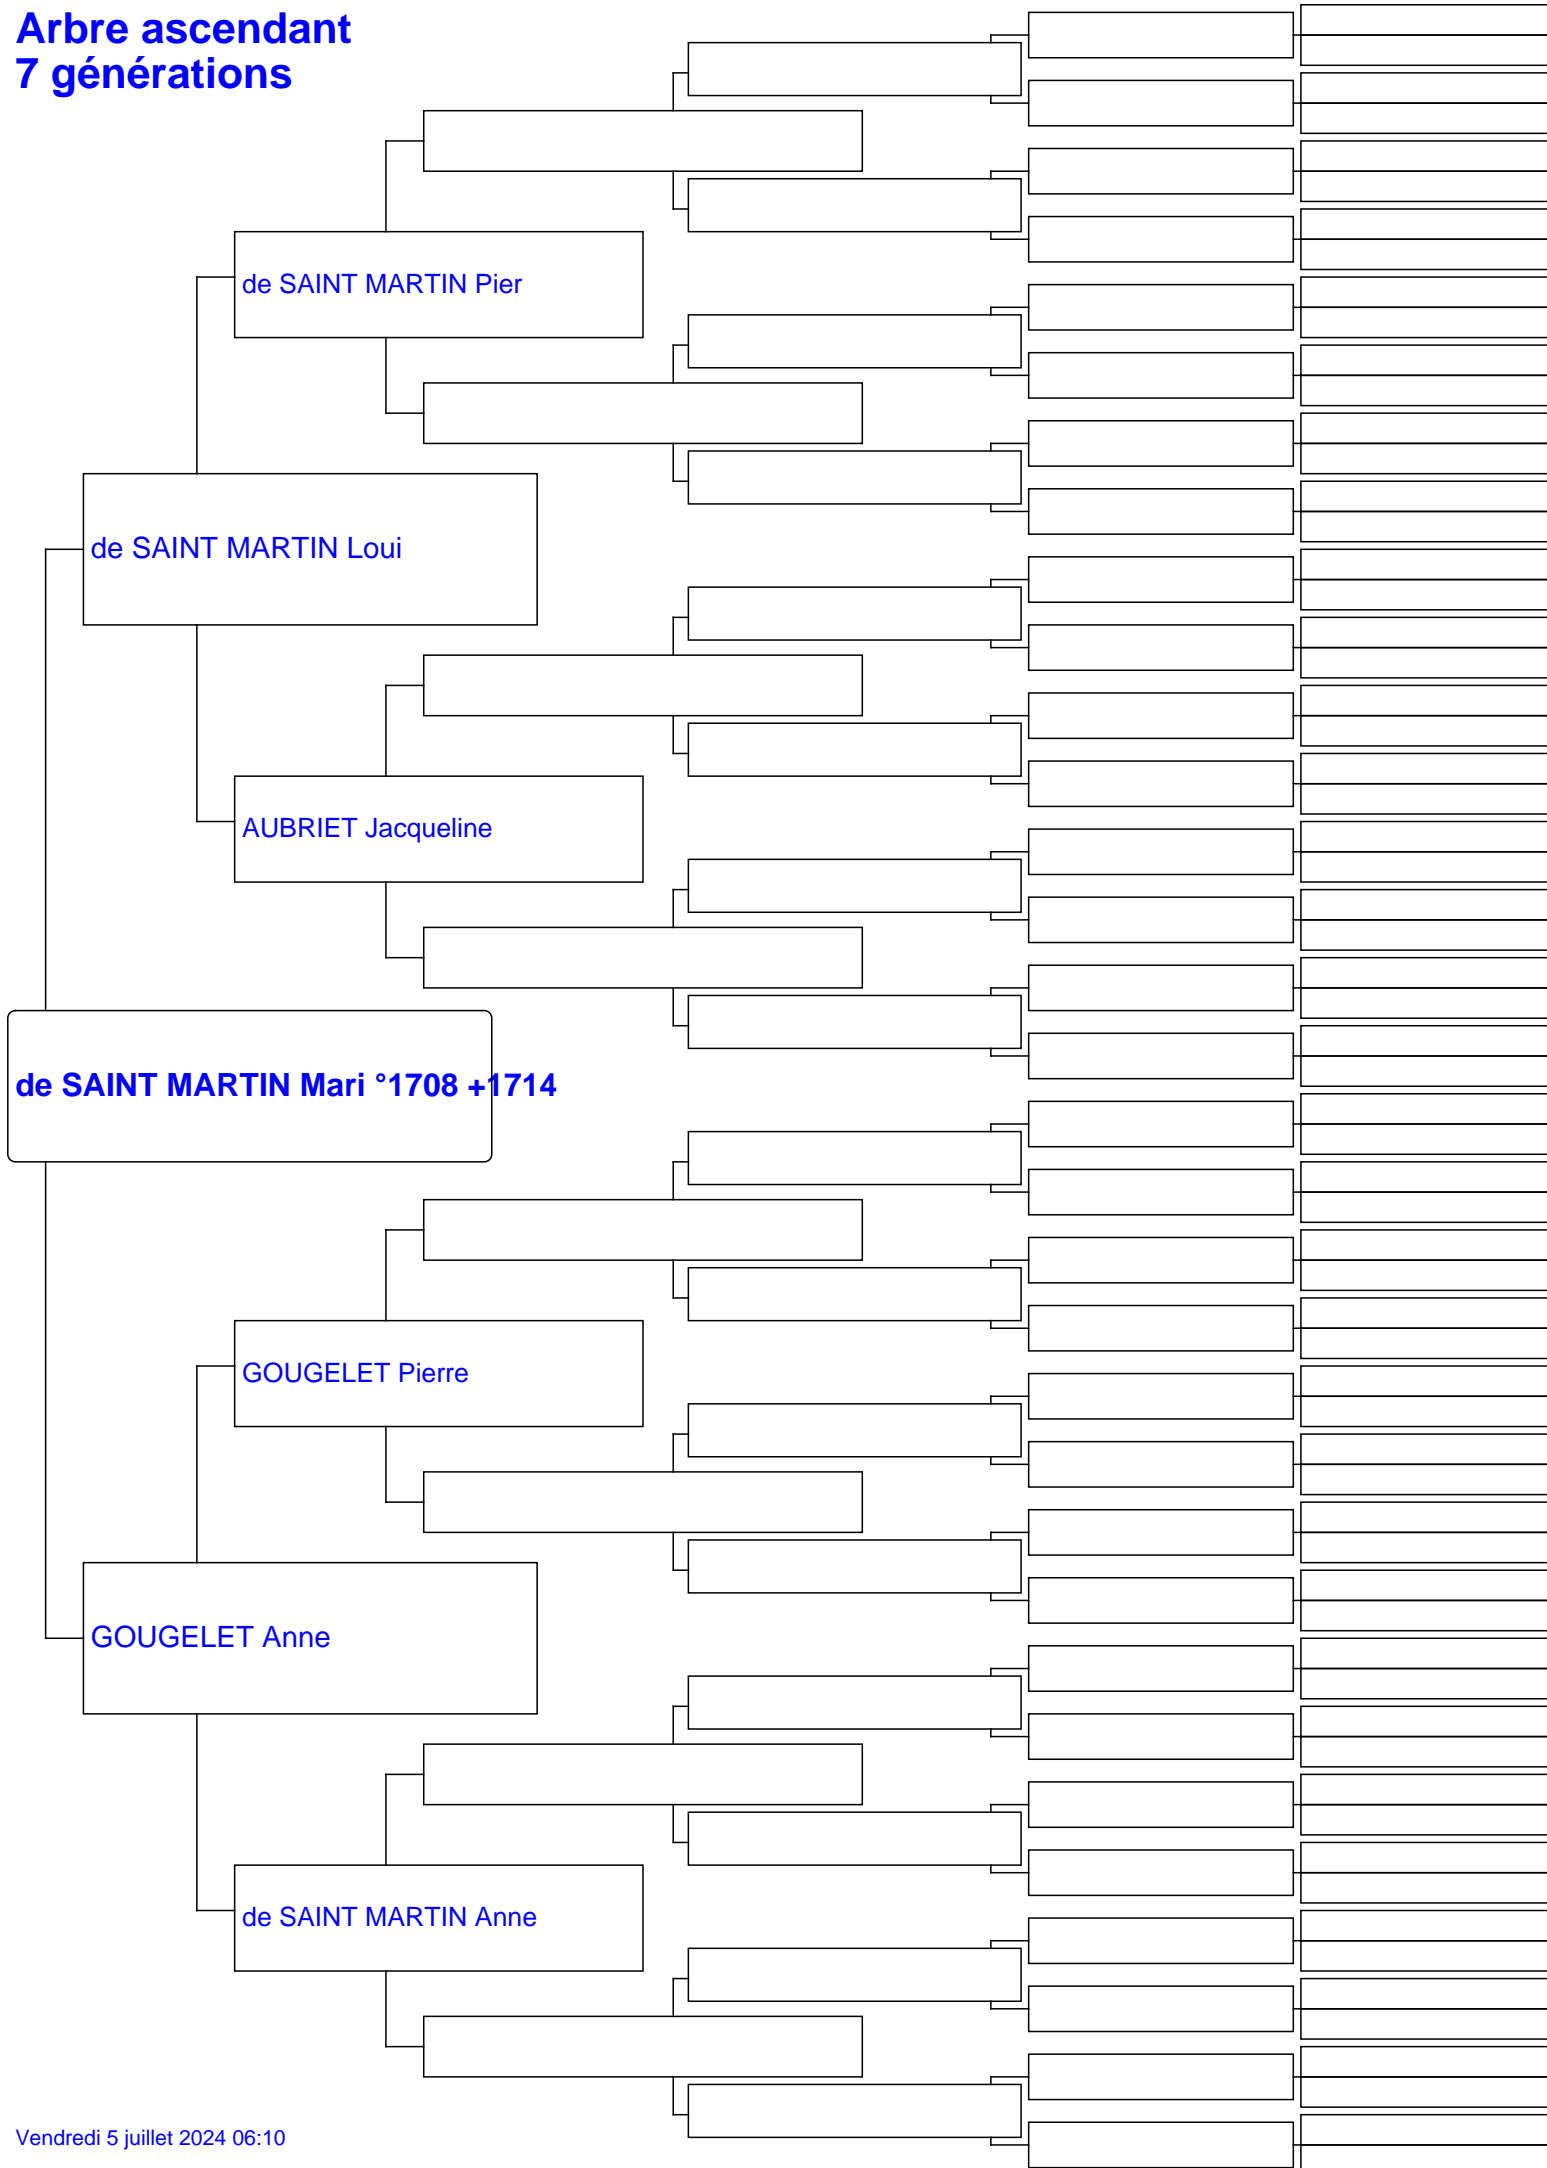 Arbre ascendant
7 générations
de SAINT MARTIN Pier
de SAINT MARTIN Loui
AUBRIET Jacqueline
de SAINT MARTIN Mari °1708 +1714
GOUGELET Pierre
GOUGELET Anne
de SAINT MARTIN Anne
Vendredi 5 juillet 2024 06:10